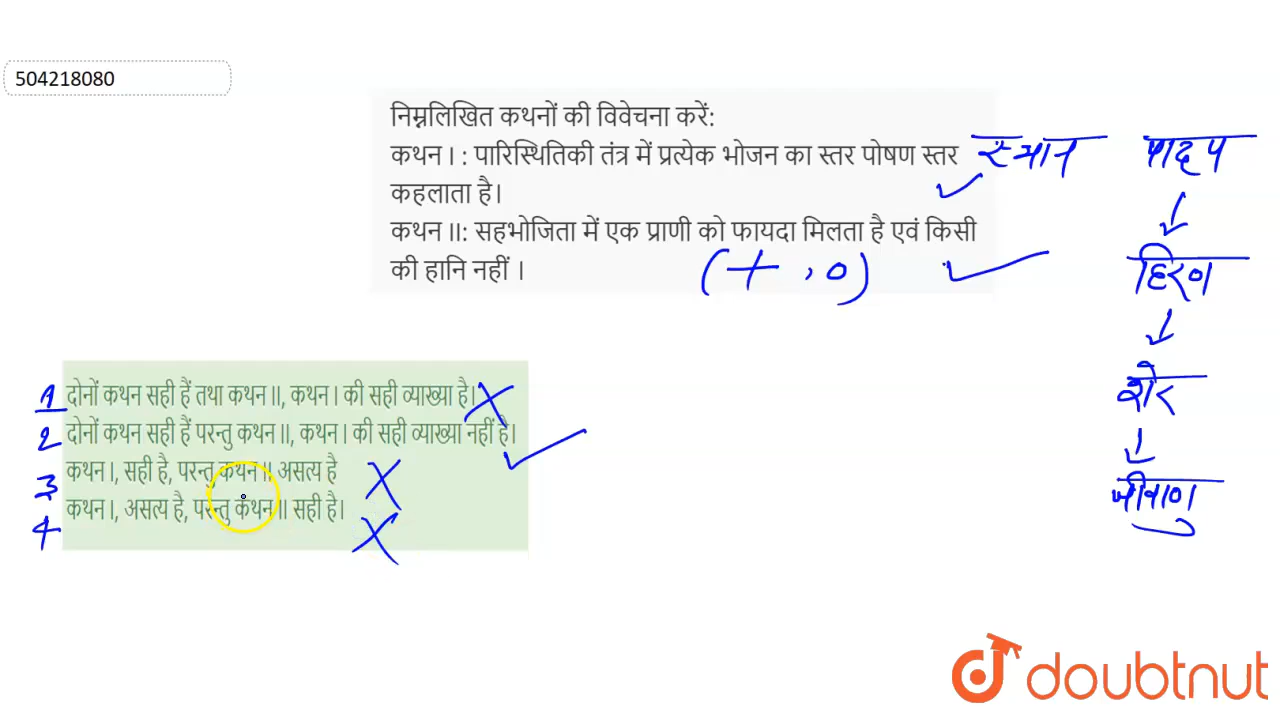 504218080
निम्नलिखित कथनों की विवेचना करें:
कथन I : पारिस्थितिकी तंत्र में प्रत्येक भोजन का स्तर पोषण स्तर
कहलाता है।
कथन II: सहभोजिता में एक प्राणी को फायदा मिलता है एवं किसी
की हानि नहीं ।
(+ , 0)
स्थान
पादप
हिरण
शेर
जीवाणु
1 दोनों कथन सही हैं तथा कथन II, कथन I की सही व्याख्या है।
2 दोनों कथन सही हैं परन्तु कथन II, कथन I की सही व्याख्या नहीं है।
3 कथन I, सही है, परन्तु कथन II असत्य है
4 कथन I, असत्य है, परन्तु कथन II सही है।
doubtnut